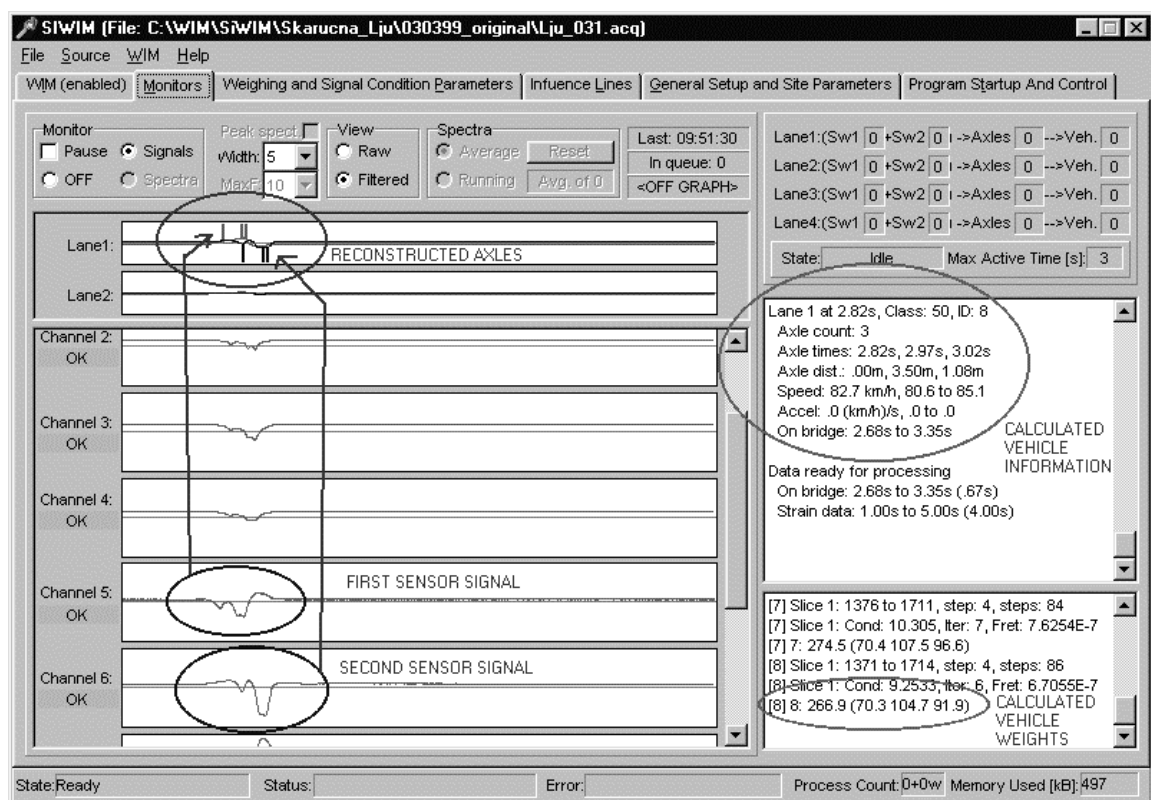 SIWIM (File: C:\WIM\SiWIM\Skarucna_Lju\030399_original\Lju_031.acq)
File Source WIM Help
WIM (enabled) Monitors Weighing and Signal Condition Parameters Infuence Lines General Setup and Site Parameters Program Startup And Control
Monitor
Pause Signals
OFF Spectra
Peak spect.
Width: 5
MaxF: 10
View
Raw
Filtered
Spectra
Average Reset
Running Avg. of 0
Last: 09:51:30
In queue: 0
<OFF GRAPH>
Lane1:(Sw1 0 +Sw2 0 ) ->Axles 0 -->Veh. 0
Lane2:(Sw1 0 +Sw2 0 ) ->Axles 0 -->Veh. 0
Lane3:(Sw1 0 +Sw2 0 ) ->Axles 0 -->Veh. 0
Lane4:(Sw1 0 +Sw2 0 ) ->Axles 0 -->Veh. 0
State: Idle Max Active Time [s]: 3
Lane1:
RECONSTRUCTED AXLES
Lane2:
Channel 2:
OK
Channel 3:
OK
Channel 4:
OK
Channel 5:
OK
FIRST SENSOR SIGNAL
Channel 6:
OK
SECOND SENSOR SIGNAL
Lane 1 at 2.82s, Class: 50, ID: 8
Axle count: 3
Axle times: 2.82s, 2.97s, 3.02s
Axle dist.: .00m, 3.50m, 1.08m
Speed: 82.7 km/h, 80.6 to 85.1
Accel: .0 (km/h)/s, .0 to .0
On bridge: 2.68s to 3.35s
CALCULATED
VEHICLE
INFORMATION
Data ready for processing
On bridge: 2.68s to 3.35s (.67s)
Strain data: 1.00s to 5.00s (4.00s)
[7] Slice 1: 1376 to 1711, step: 4, steps: 84
[7] Slice 1: Cond: 10.305, Iter: 7, Fret: 7.6254E-7
[7] 7: 274.5 (70.4 107.5 96.6)
[8] Slice 1: 1371 to 1714, step: 4, steps: 86
[8] Slice 1: Cond: 9.2533, Iter: 6, Fret: 6.7055E-7
[8] 8: 266.9 (70.3 104.7 91.9)
CALCULATED
VEHICLE
WEIGHTS
State: Ready Status: Error: Process Count: 0+0w Memory Used [kB]: 497